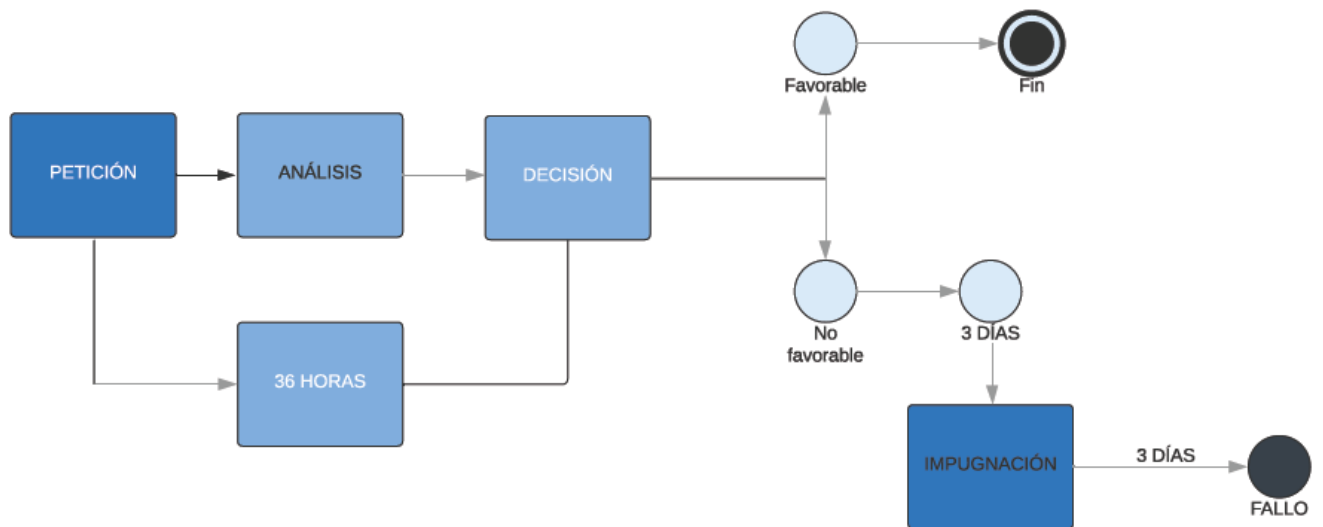 Favorable
Fin
PETICIÓN
ANÁLISIS
DECISIÓN
No
favorable
3 DÍAS
36 HORAS
IMPUGNACIÓN
3 DÍAS
FALLO